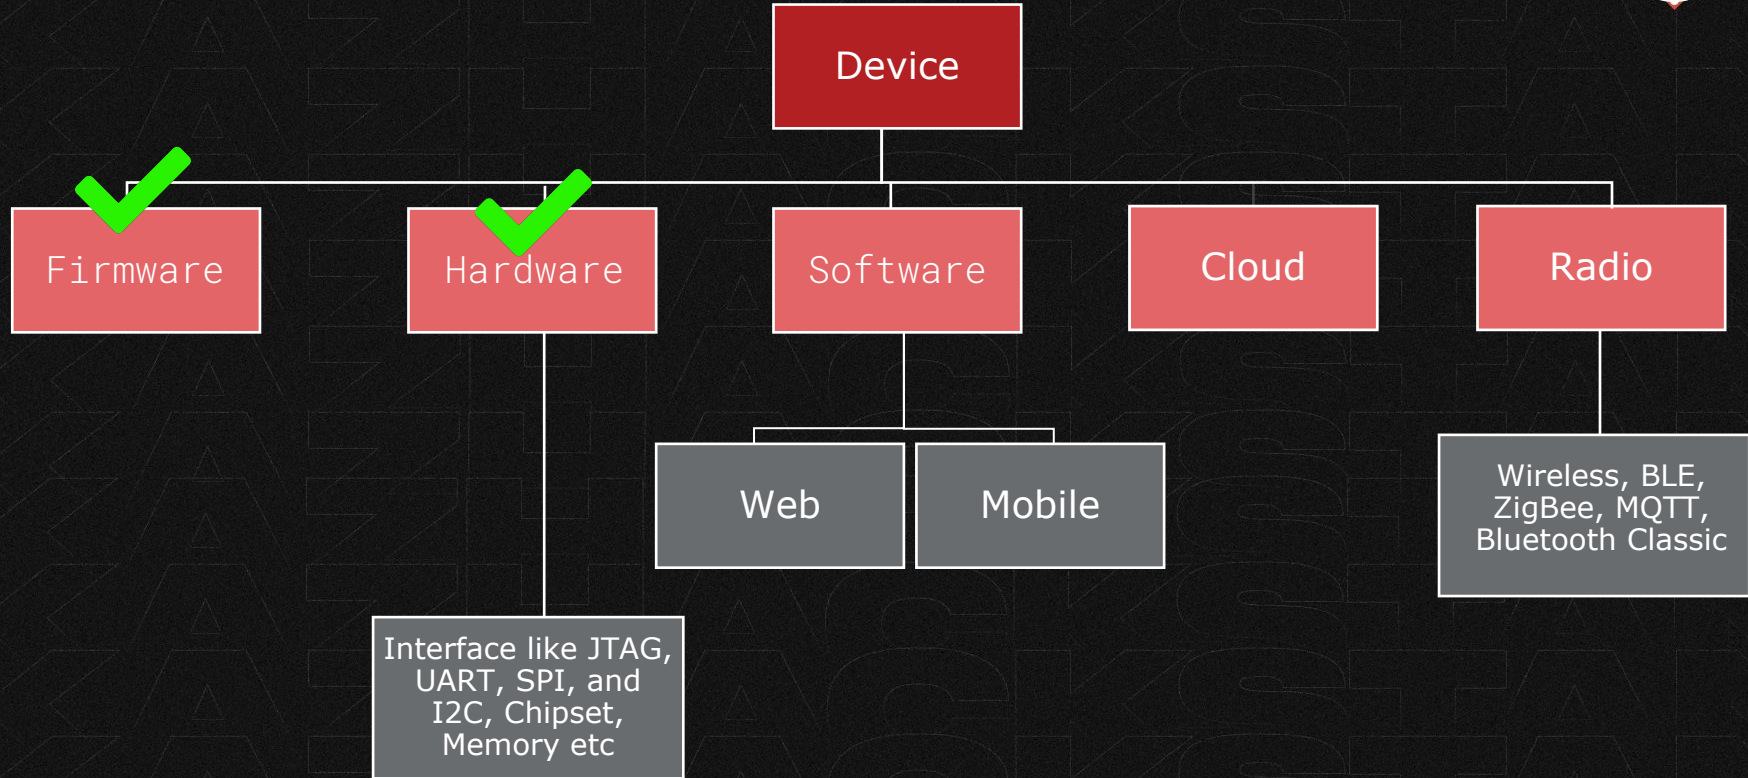 Device
Firmware
Hardware
Software
Cloud
Radio
Web
Mobile
Wireless, BLE,
ZigBee, MQTT,
Bluetooth Classic
Interface like JTAG,
UART, SPI, and
I2C, Chipset,
Memory etc